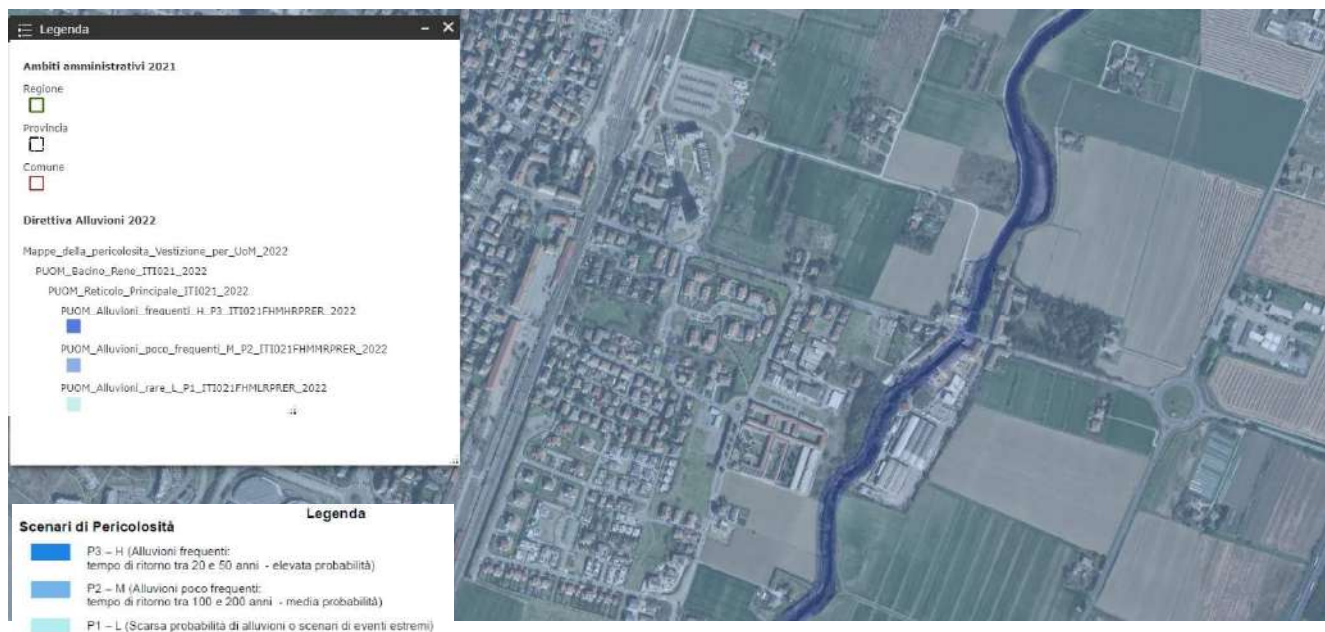 Legenda
Ambiti amministrativi 2021
Regione
Provincia
Comune
Direttiva Alluvioni 2022
Mappe_della_pericolosita_Vestizione_per_UoM_2022
PUOM_Bacino_Reno_ITI021_2022
PUOM_Reticolo_Principale_ITI021_2022
PUOM_Alluvioni_frequenti_H_P3_ITI021FHMHRPRER_2022
PUOM_Alluvioni_poco_frequenti_M_P2_ITI021FHMMRPRER_2022
PUOM_Alluvioni_rare_L_P1_ITI021FHMLRPRER_2022
Legenda
Scenari di Pericolosità
P3 – H (Alluvioni frequenti:
tempo di ritorno tra 20 e 50 anni - elevata probabilità)
P2 – M (Alluvioni poco frequenti:
tempo di ritorno tra 100 e 200 anni - media probabilità)
P1 – L (Scarsa probabilità di alluvioni o scenari di eventi estremi)